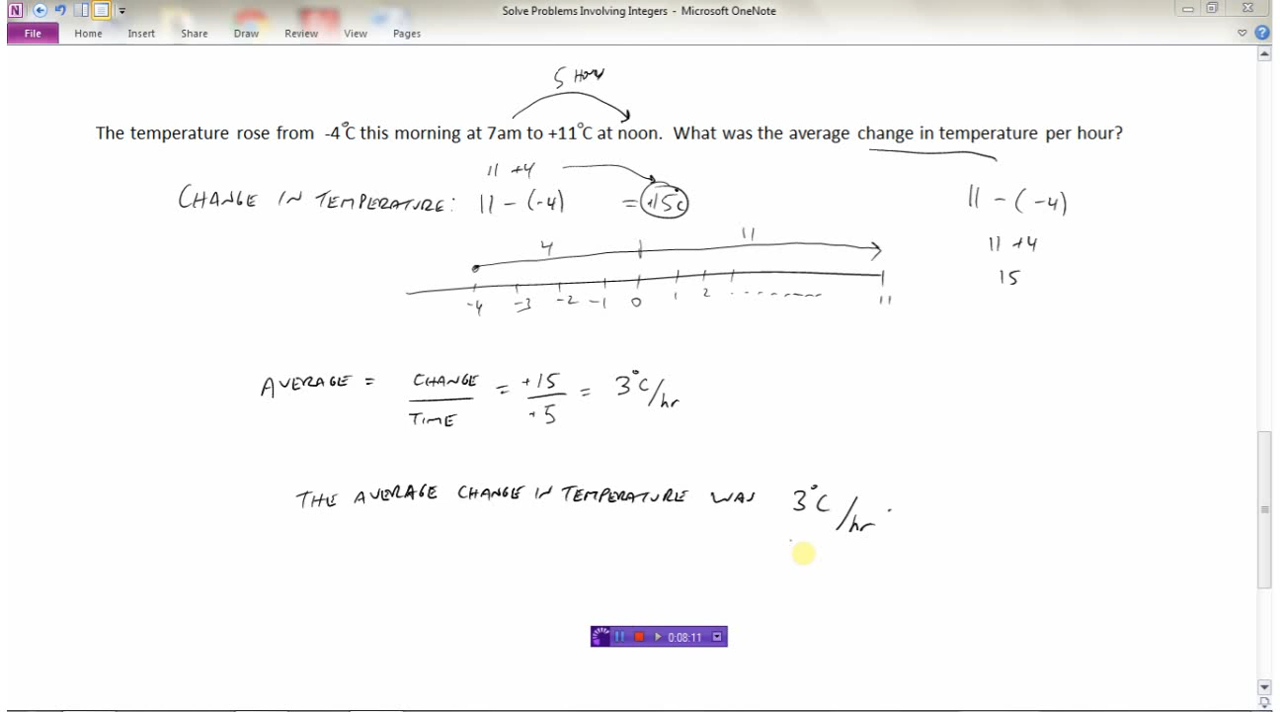 Solve Problems Involving Integers - Microsoft OneNote
File Home Insert Share Draw Review View Pages
5 HOUR
The temperature rose from -4°C this morning at 7am to +11°C at noon. What was the average change in temperature per hour?
11 +4
CHANGE IN TEMPERATURE: 11 - (-4) = +15°C
11 - (-4)
11 +4
15
4 11
-4 -3 -2 -1 0 1 2 ......... 11
AVERAGE = CHANGE / TIME = +15 / +5 = 3°C/hr
THE AVERAGE CHANGE IN TEMPERATURE WAS 3°C/hr.
0:08:11